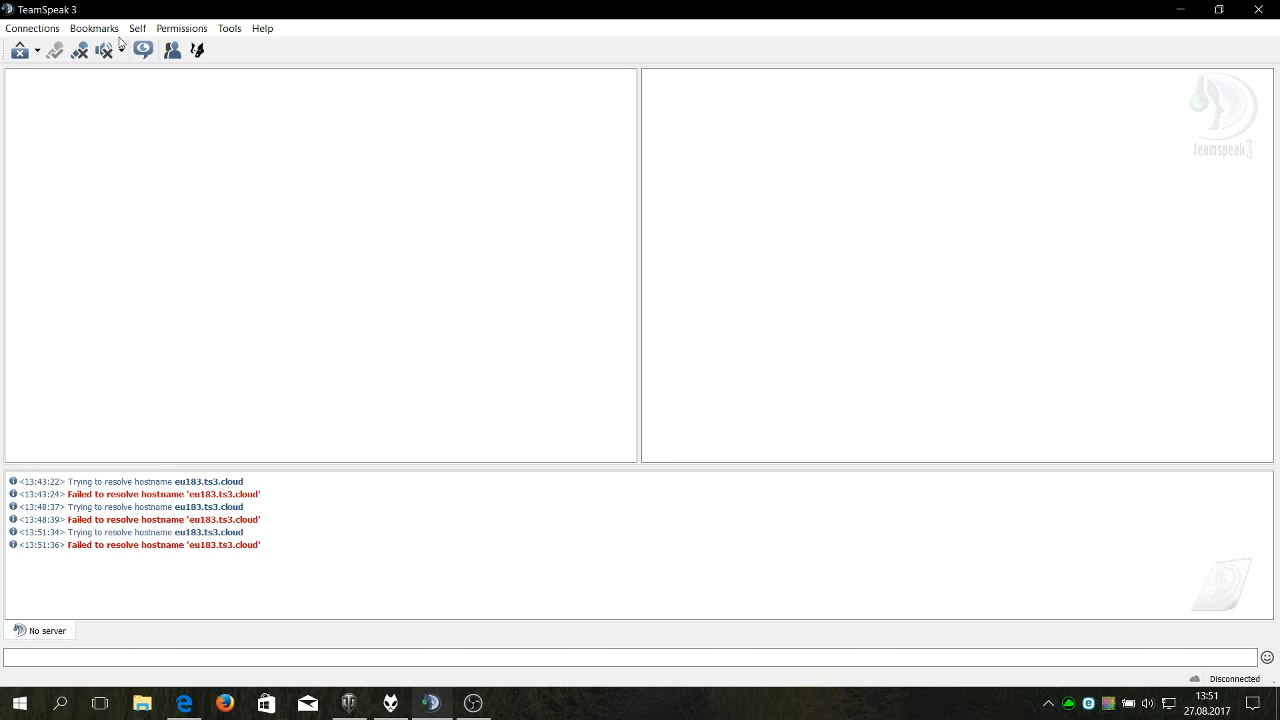 TeamSpeak 3
Connections Bookmarks Self Permissions Tools Help
teamspeak3
<13:43:22> Trying to resolve hostname eu183.ts3.cloud
<13:43:24> Failed to resolve hostname 'eu183.ts3.cloud'
<13:48:37> Trying to resolve hostname eu183.ts3.cloud
<13:48:39> Failed to resolve hostname 'eu183.ts3.cloud'
<13:51:34> Trying to resolve hostname eu183.ts3.cloud
<13:51:36> Failed to resolve hostname 'eu183.ts3.cloud'
No server
Disconnected
13:51
27.08.2017